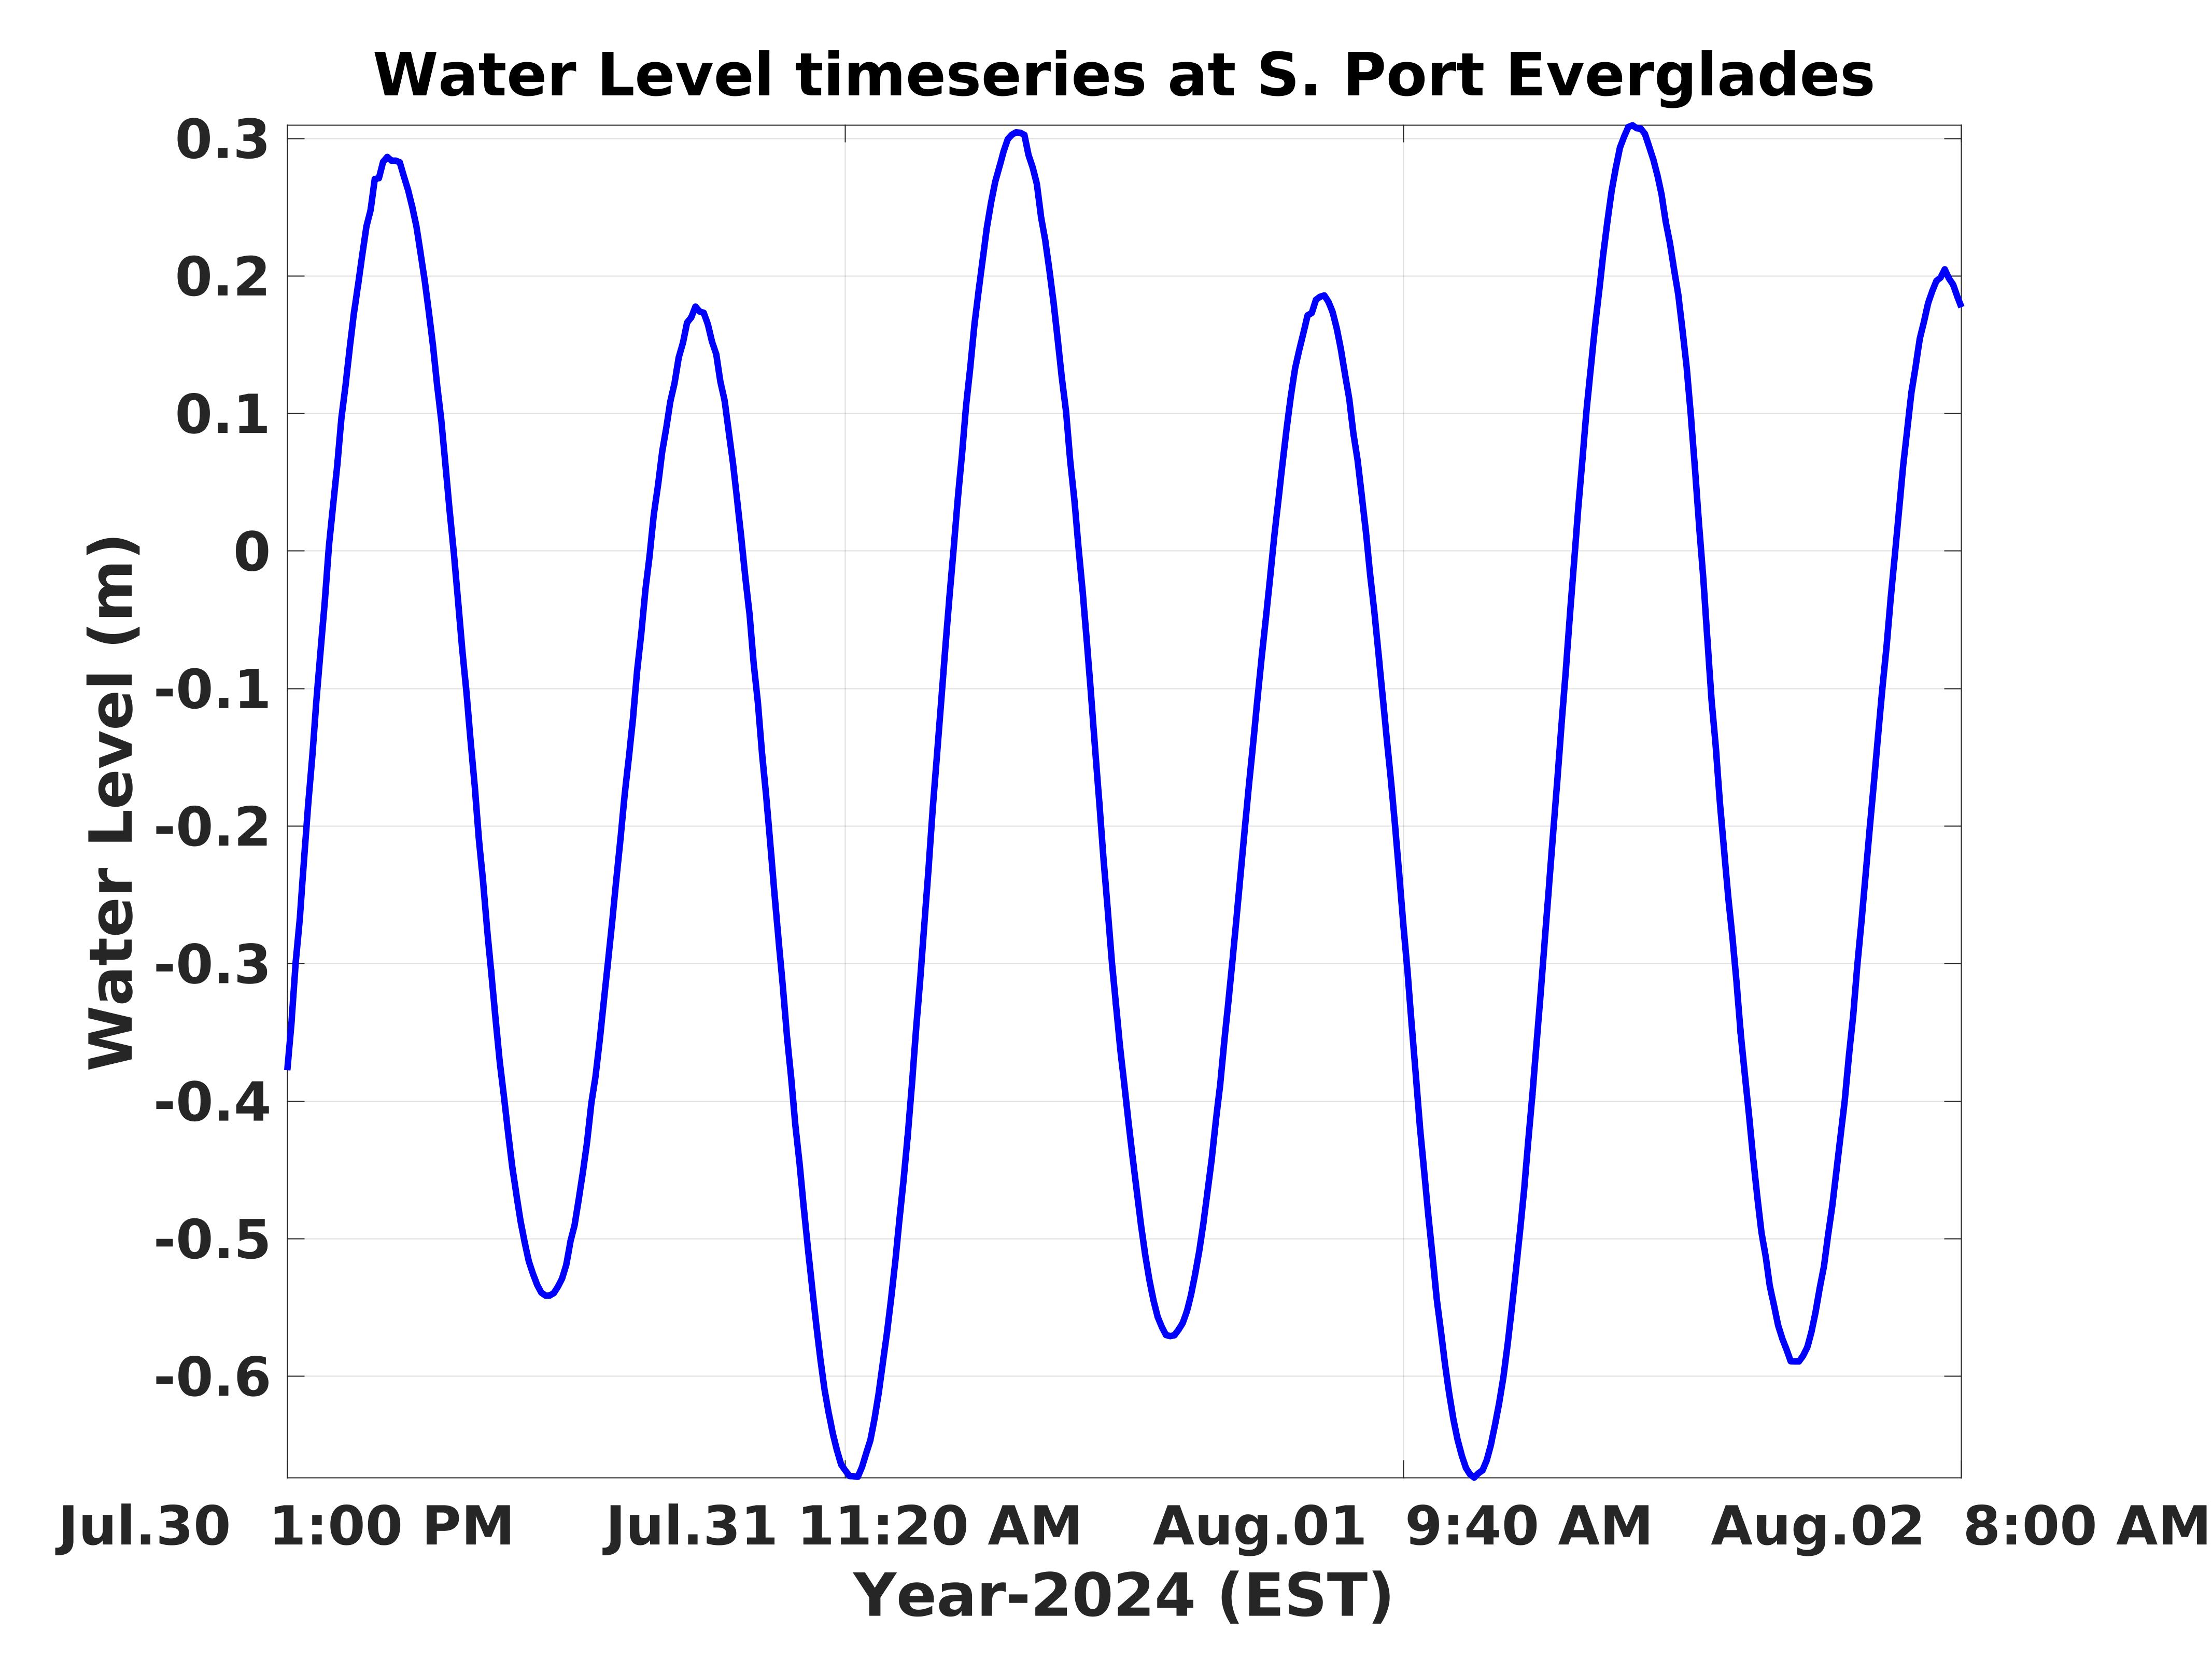 Water Level timeseries at S. Port Everglades
0.3
0.2
0.1
0
-0.1
-0.2
-0.3
-0.4
-0.5
-0.6
Water Level (m)
Jul.30 1:00 PM Jul.31 11:20 AM Aug.01 9:40 AM Aug.02 8:00 AM
Year-2024 (EST)